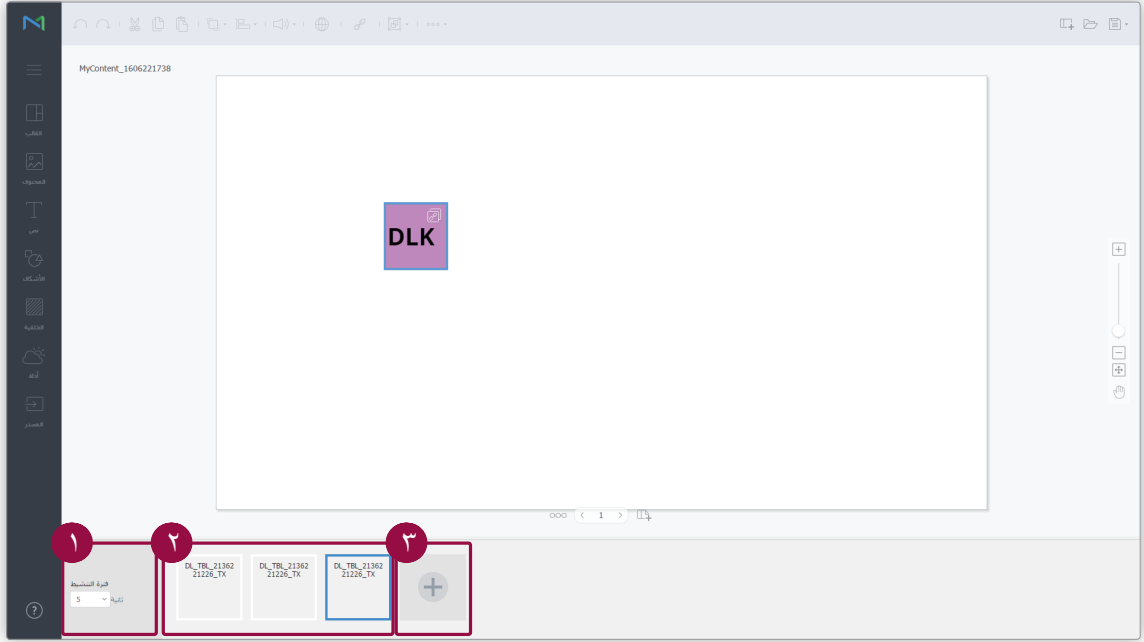 MyContent_1606221738
القالب
المحتوى
نص
الأشكال
الخلفية
أداة
المصدر
DLK
1
١
٢
٣
فترة التنشيط
5 ثانية
DL_TBL_21362
21226_TX
DL_TBL_21362
21226_TX
DL_TBL_21362
21226_TX
?